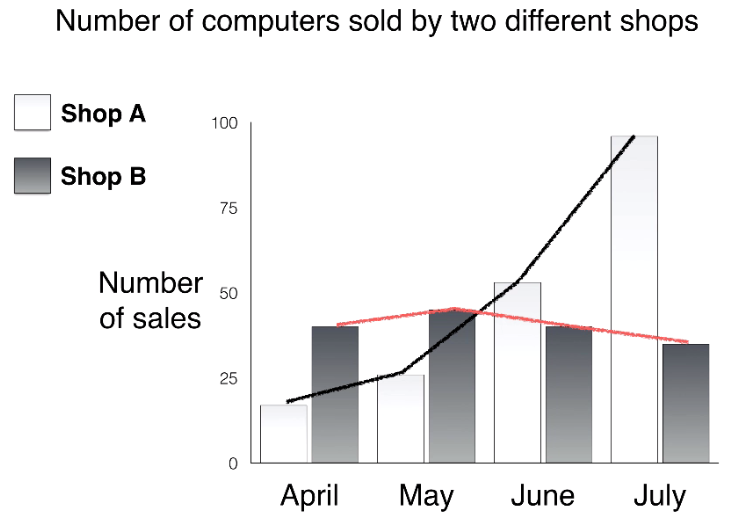 Number of computers sold by two different shops
Shop A
Shop B
Number
of sales
100
75
50
25
0
April May June July